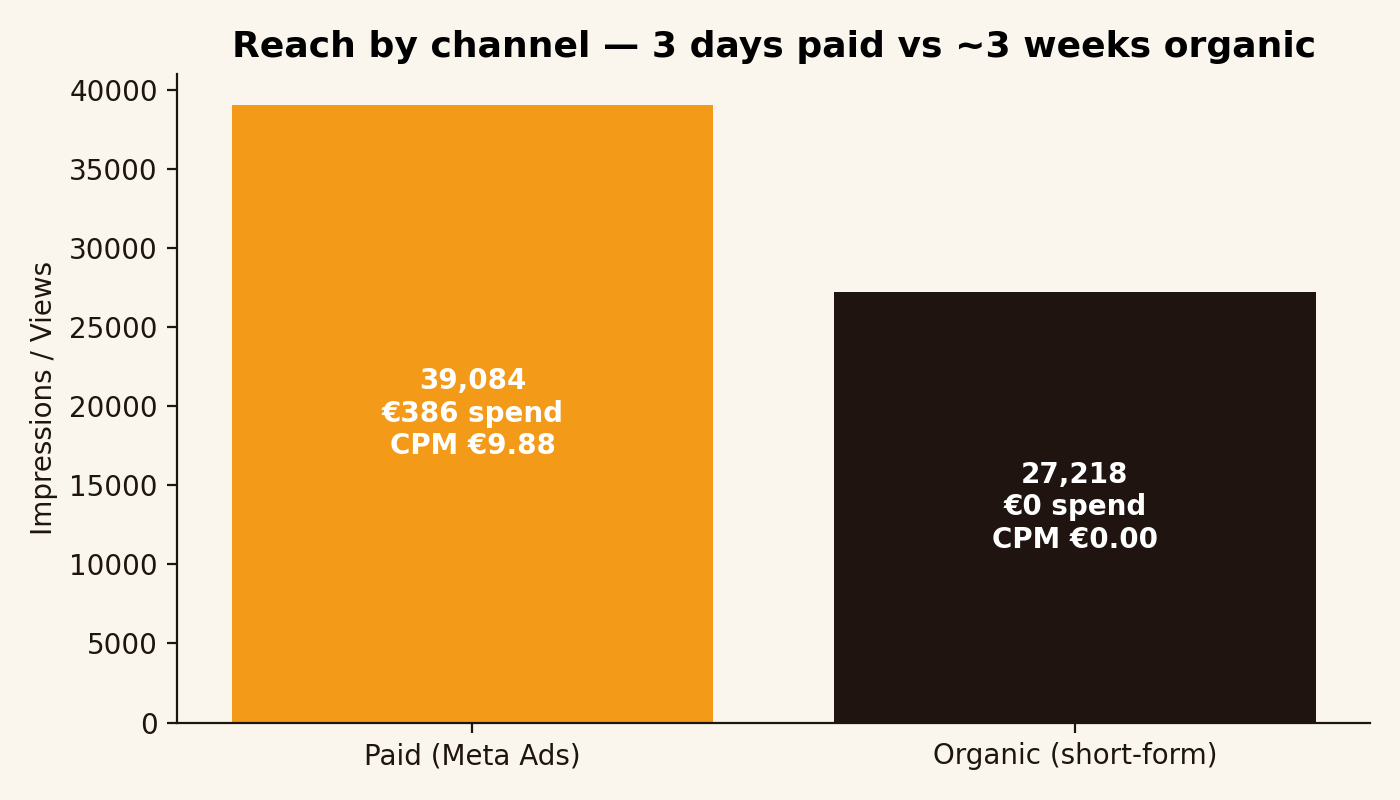 Reach by channel — 3 days paid vs ~3 weeks organic
Impressions / Views
40000
35000
30000
25000
20000
15000
10000
5000
0
39,084
€386 spend
CPM €9.88
27,218
€0 spend
CPM €0.00
Paid (Meta Ads)
Organic (short-form)